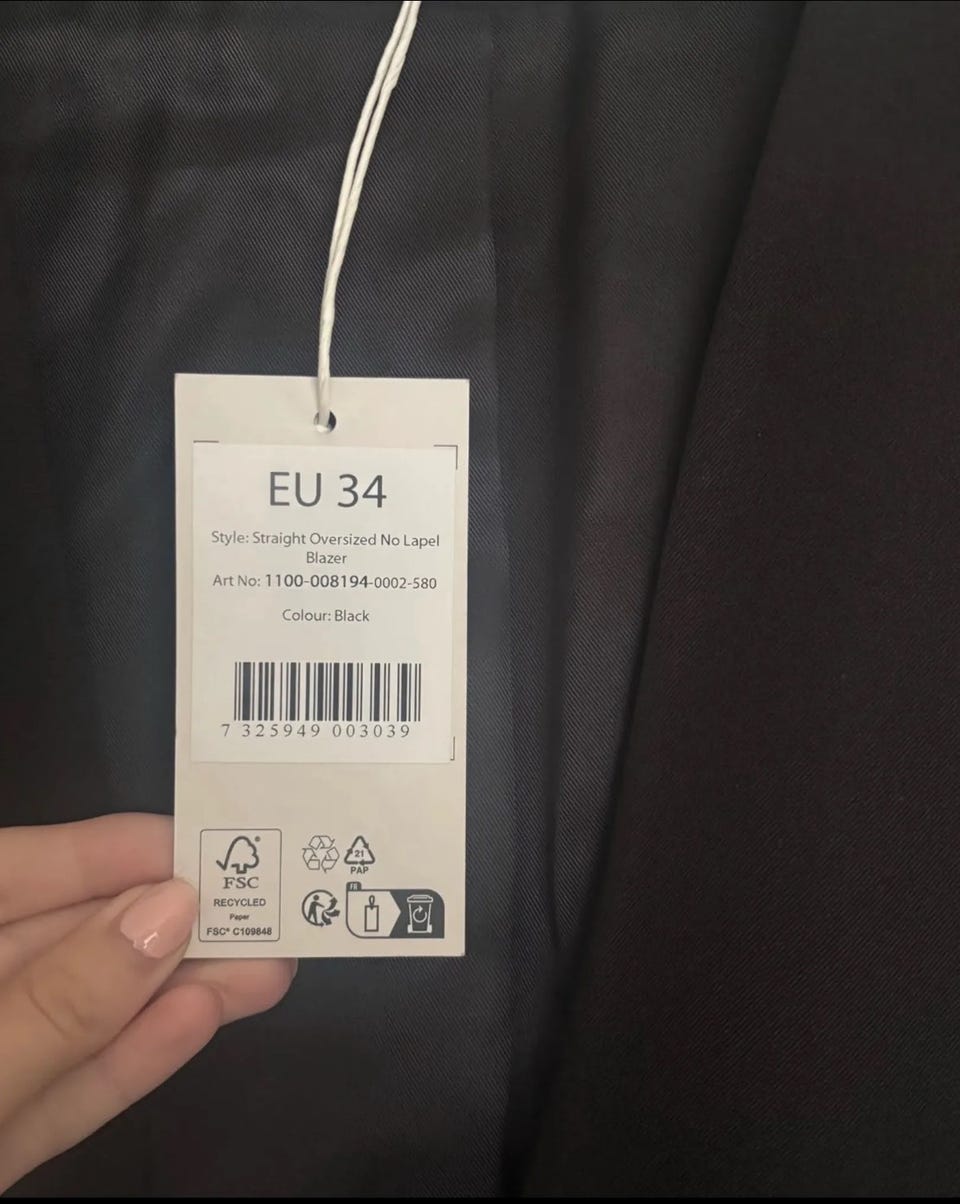 EU 34
Style: Straight Oversized No Lapel
Blazer
Art No: 1100-008194-0002-580
Colour: Black
7 325949 003039
FSC
RECYCLED
Paper
FSC® C109848
21
PAP
FR